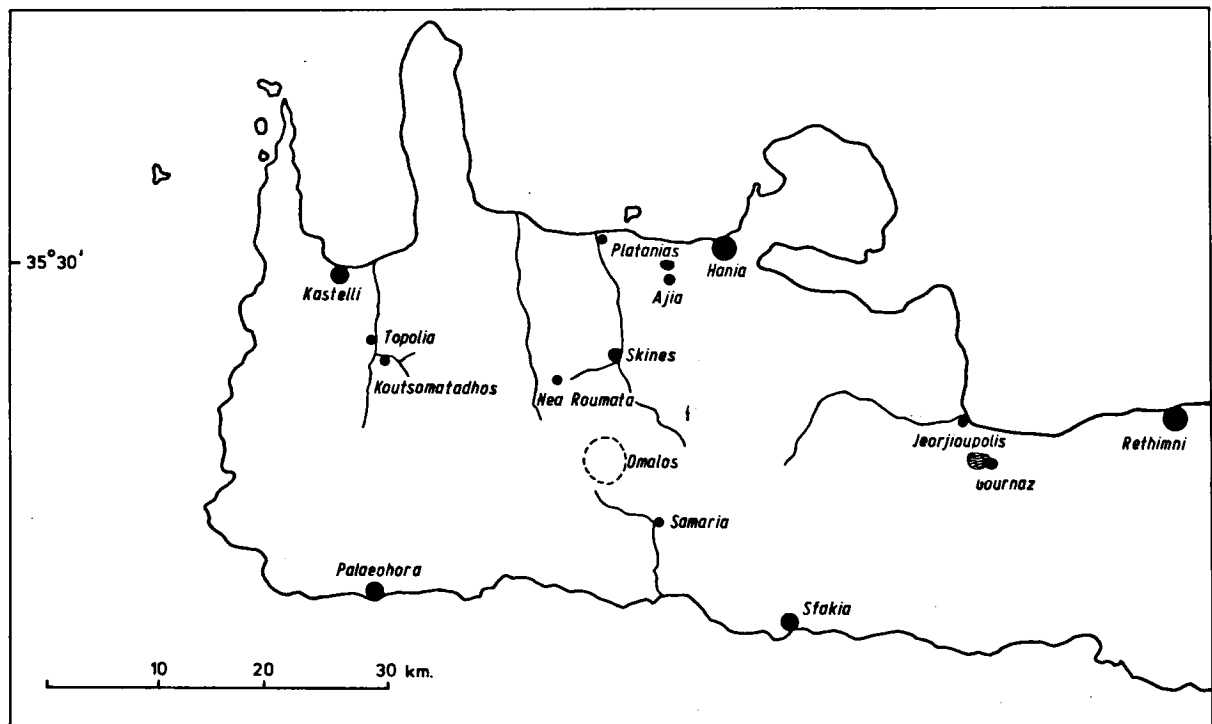 Platanias
35°30'
Hania
Kastelli
Ajia
Topolia
Skines
Koutsomatadhos
Nea Roumata
Jeorjioupolis
Rethimni
Omalos
Gournaz
Samaria
Palaeohora
Sfakia
10 20 30 km.